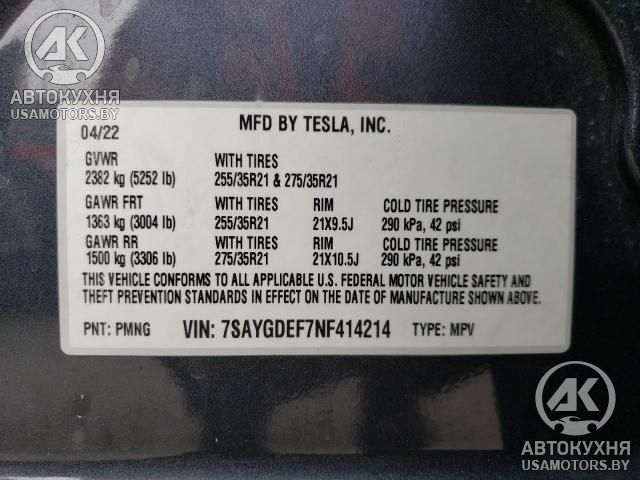 АК
АВТОКУХНЯ
USAMOTORS.BY
04/22 MFD BY TESLA, INC.
GVWR WITH TIRES
2382 kg (5252 lb) 255/35R21 & 275/35R21
GAWR FRT WITH TIRES RIM COLD TIRE PRESSURE
1363 kg (3004 lb) 255/35R21 21X9.5J 290 kPa, 42 psi
GAWR RR WITH TIRES RIM COLD TIRE PRESSURE
1500 kg (3306 lb) 275/35R21 21X10.5J 290 kPa, 42 psi
THIS VEHICLE CONFORMS TO ALL APPLICABLE U.S. FEDERAL MOTOR VEHICLE SAFETY AND
THEFT PREVENTION STANDARDS IN EFFECT ON THE DATE OF MANUFACTURE SHOWN ABOVE.
PNT: PMNG VIN: 7SAYGDEF7NF414214 TYPE: MPV
АК
АВТОКУХНЯ
USAMOTORS.BY